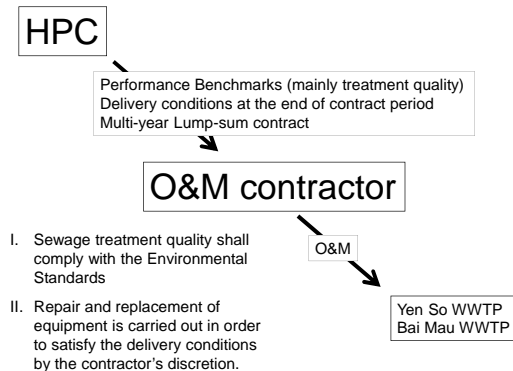 HPC
Performance Benchmarks (mainly treatment quality)
Delivery conditions at the end of contract period
Multi-year Lump-sum contract
O&M contractor
I. Sewage treatment quality shall
comply with the Environmental
Standards
II. Repair and replacement of
equipment is carried out in order
to satisfy the delivery conditions
by the contractor's discretion.
O&M
Yen So WWTP
Bai Mau WWTP